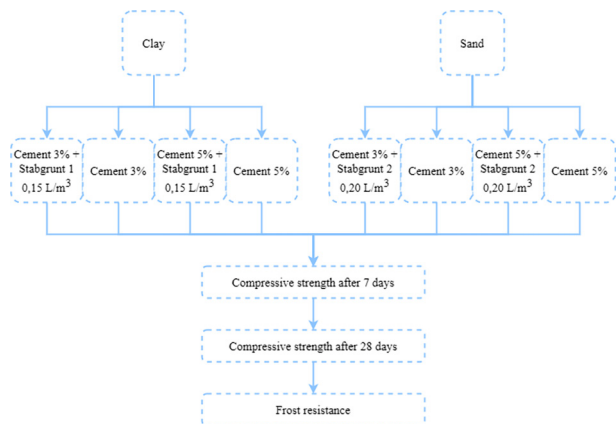 Clay
Sand
Cement 3% +
Stabgrunt 1
0,15 L/m³
Cement 3%
Cement 5% +
Stabgrunt 1
0,15 L/m³
Cement 5%
Cement 3% +
Stabgrunt 2
0,20 L/m³
Cement 3%
Cement 5% +
Stabgrunt 2
0,20 L/m³
Cement 5%
Compressive strength after 7 days
Compressive strength after 28 days
Frost resistance